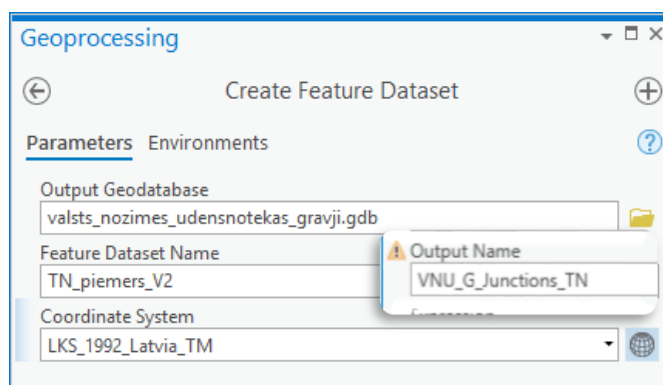 Geoprocessing
Create Feature Dataset
Parameters Environments
Output Geodatabase
valsts_nozimes_udensnotekas_gravji.gdb
Feature Dataset Name
TN_piemers_V2
Output Name
VNU_G_Junctions_TN
Coordinate System
LKS_1992_Latvia_TM